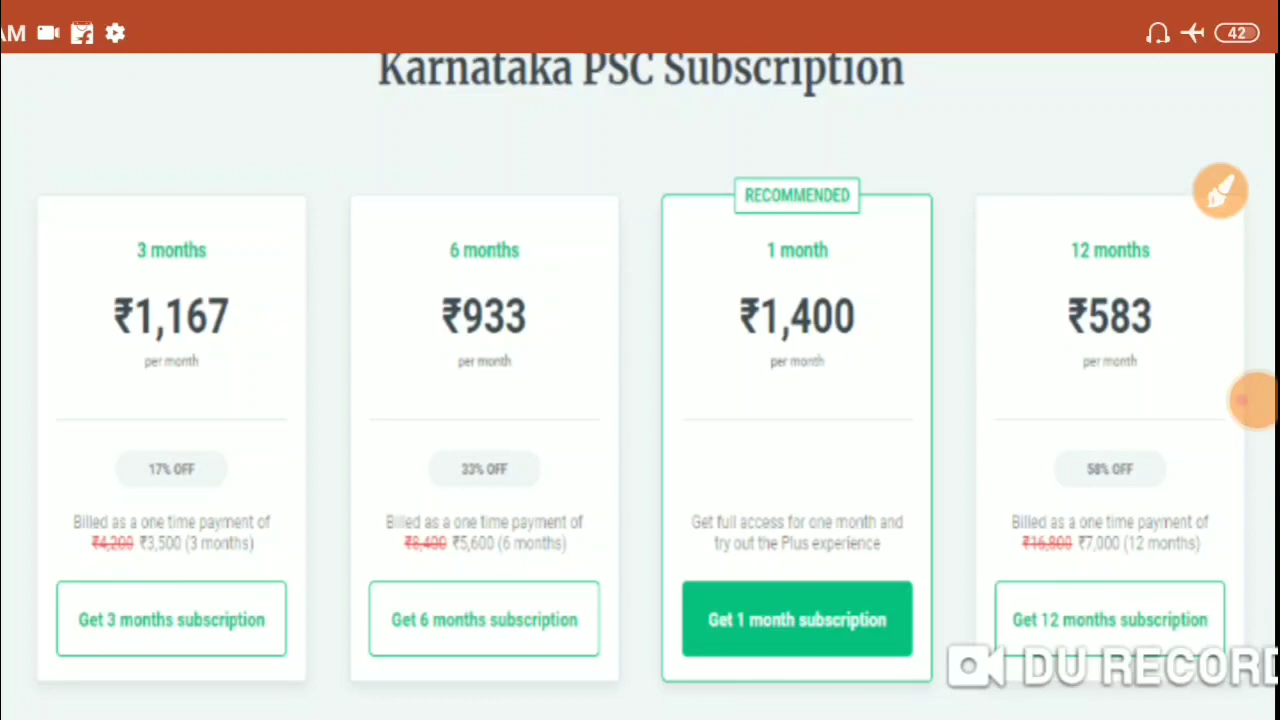 AM
42
Karnataka PSC Subscription
3 months
₹1,167
per month
17% OFF
Billed as a one time payment of
₹4,200 ₹3,500 (3 months)
Get 3 months subscription
6 months
₹933
per month
33% OFF
Billed as a one time payment of
₹8,400 ₹5,600 (6 months)
Get 6 months subscription
RECOMMENDED
1 month
₹1,400
per month
Get full access for one month and
try out the Plus experience
Get 1 month subscription
12 months
₹583
per month
58% OFF
Billed as a one time payment of
₹16,800 ₹7,000 (12 months)
Get 12 months subscription
DU RECORD